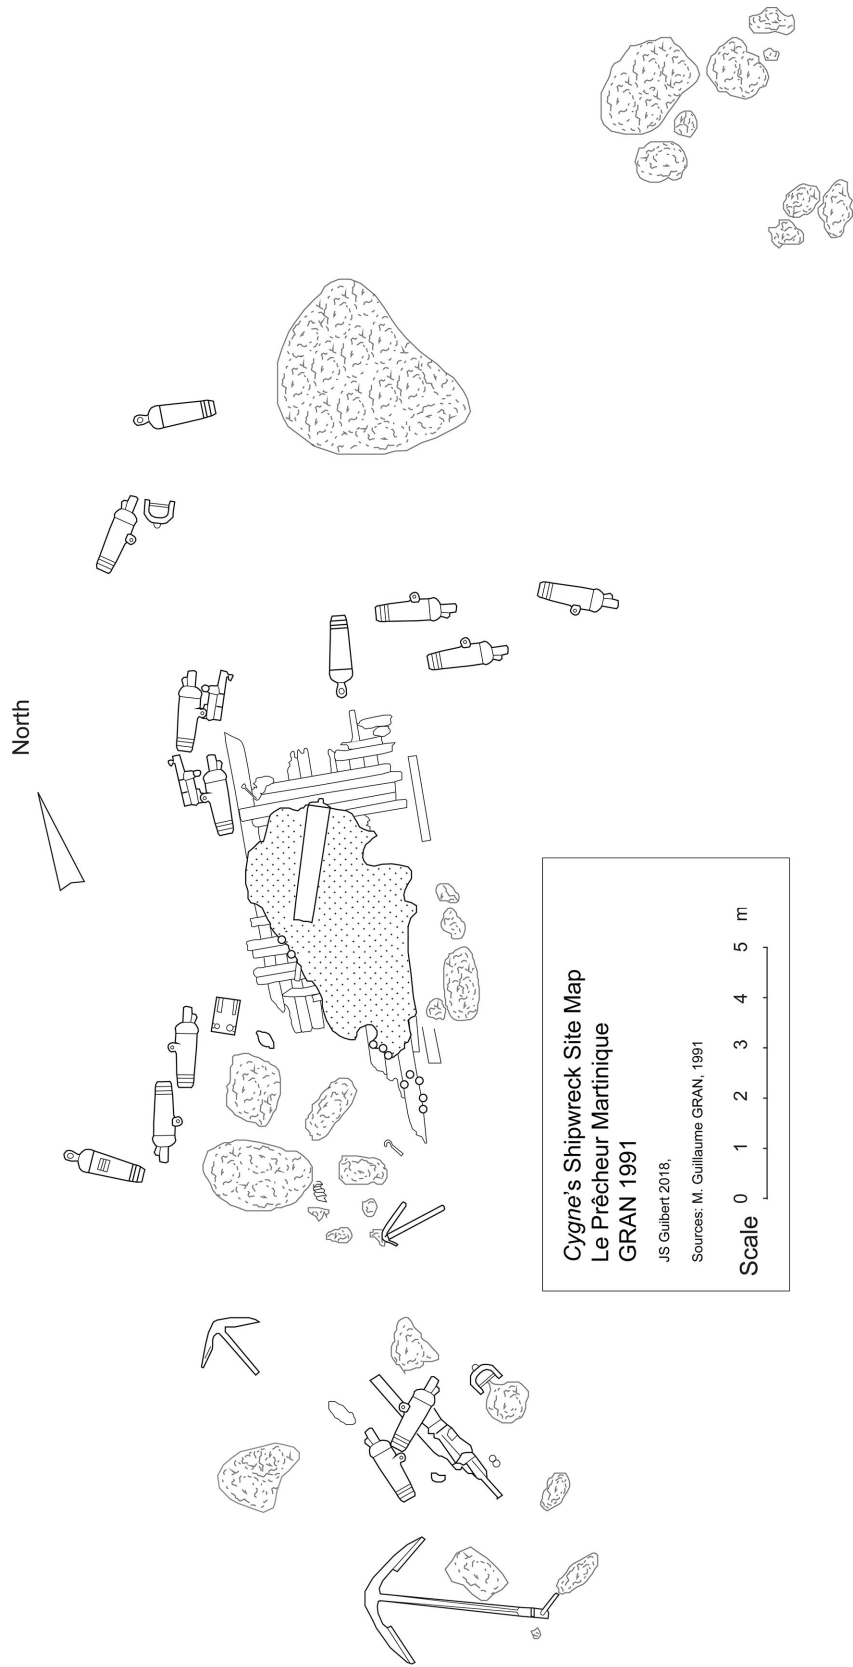 North
Cygne's Shipwreck Site Map
Le Prêcheur Martinique
GRAN 1991
JS Guibert 2018,
Sources: M. Guillaume GRAN, 1991
Scale 0 1 2 3 4 5 m